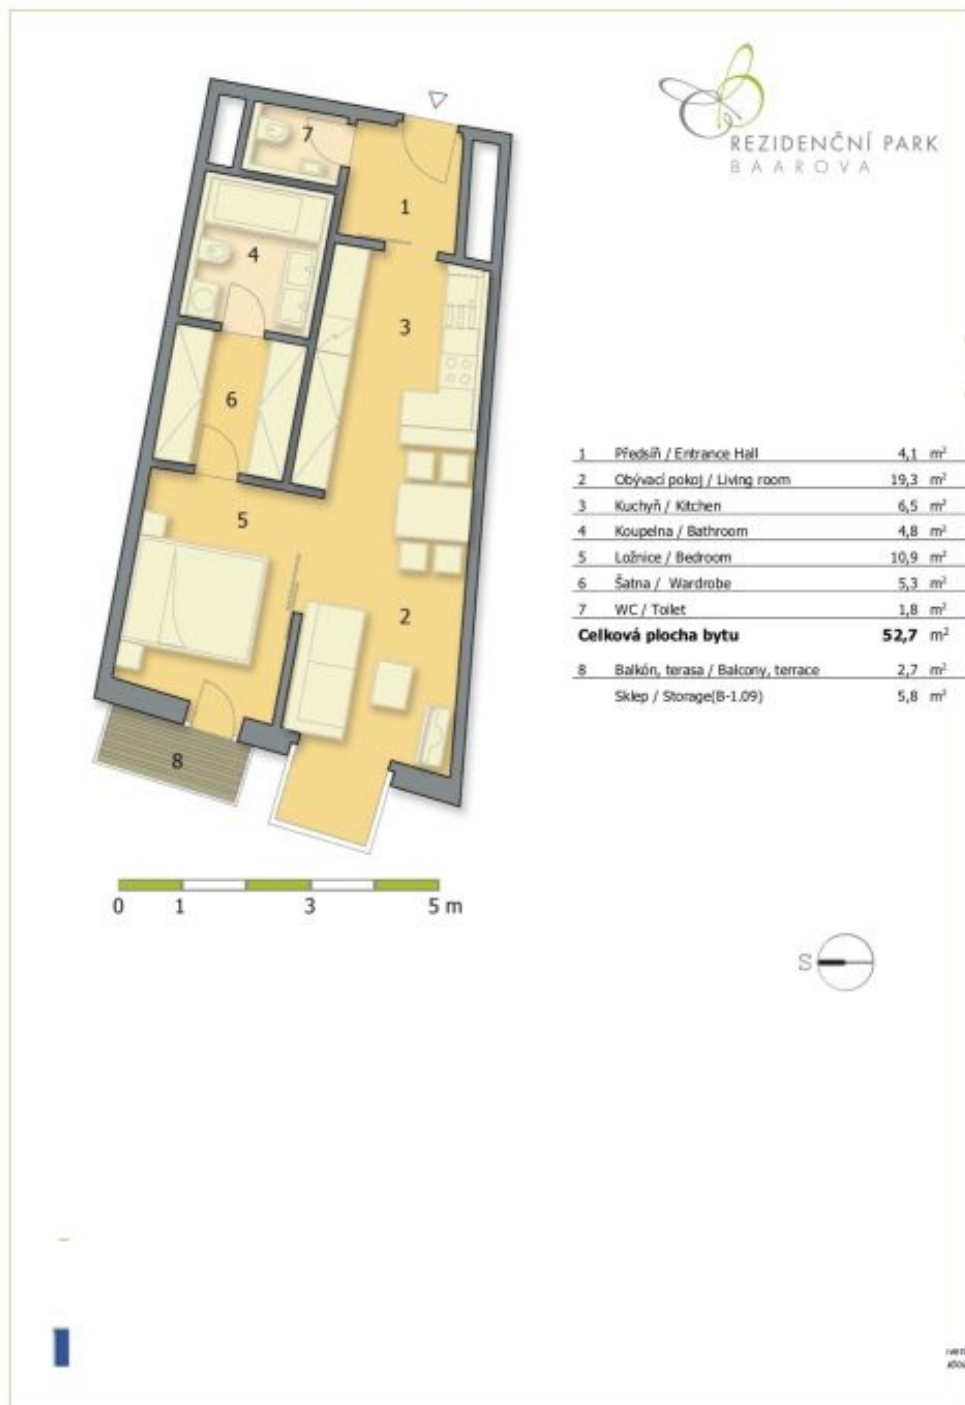 REZIDENČNÍ PARK
BAAROVA
7
1
4
3
6
5
2
8
1 Předsíň / Entrance Hall 4,1 m²
2 Obývací pokoj / Living room 19,3 m²
3 Kuchyň / Kitchen 6,5 m²
4 Koupelna / Bathroom 4,8 m²
5 Ložnice / Bedroom 10,9 m²
6 Šatna / Wardrobe 5,3 m²
7 WC / Toilet 1,8 m²
Celková plocha bytu 52,7 m²
8 Balkón, terasa / Balcony, terrace 2,7 m²
Sklep / Storage(B-1.09) 5,8 m²
0 1 3 5 m
S